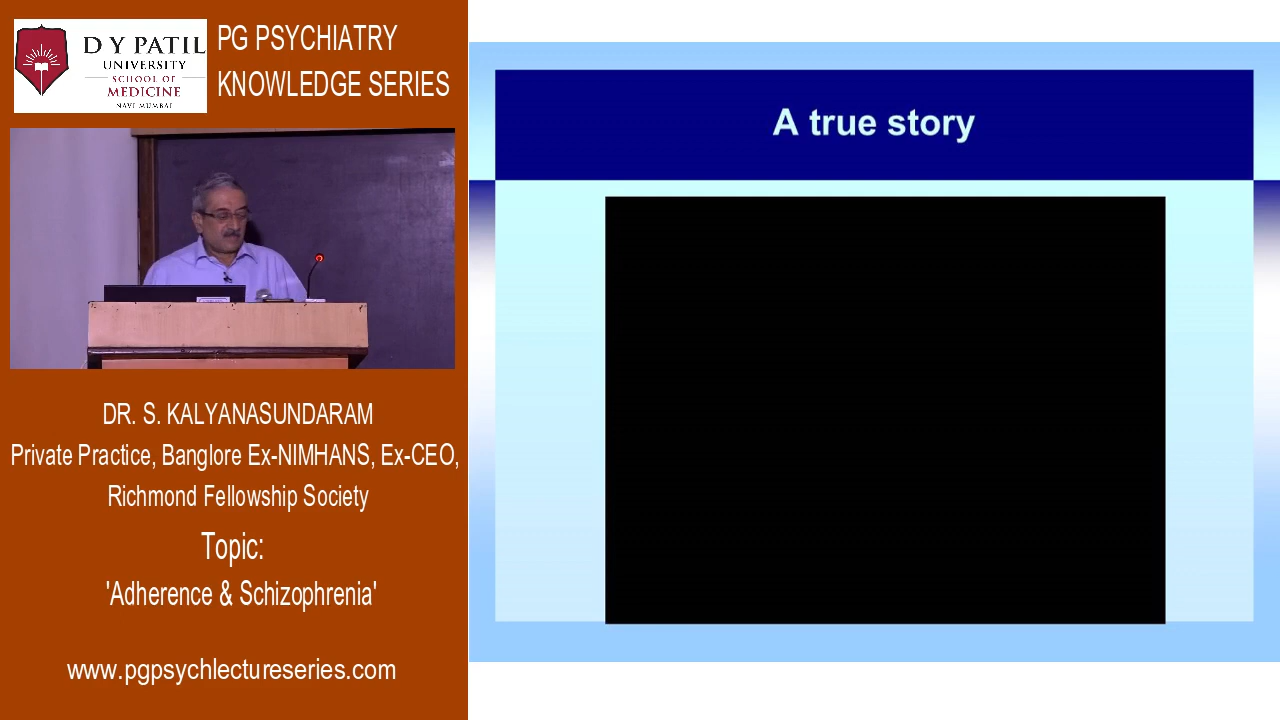 D Y PATIL
UNIVERSITY
SCHOOL OF
MEDICINE
NAVI MUMBAI
PG PSYCHIATRY
KNOWLEDGE SERIES
DR. S. KALYANASUNDARAM
Private Practice, Banglore Ex-NIMHANS, Ex-CEO,
Richmond Fellowship Society
Topic:
'Adherence & Schizophrenia'
www.pgpsychlectureseries.com
A true story